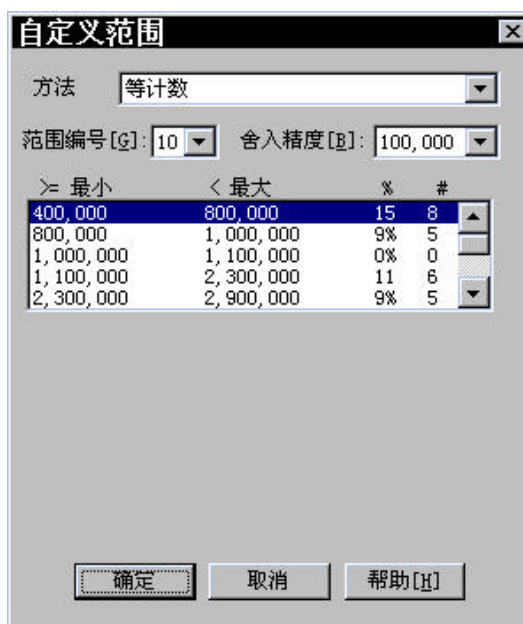 自定义范围
方法 等计数
范围编号[G]: 10 舍入精度[B]: 100,000
>= 最小 < 最大 % #
400,000 800,000 15 8
800,000 1,000,000 9% 5
1,000,000 1,100,000 0% 0
1,100,000 2,300,000 11 6
2,300,000 2,900,000 9% 5
确定 取消 帮助[H]